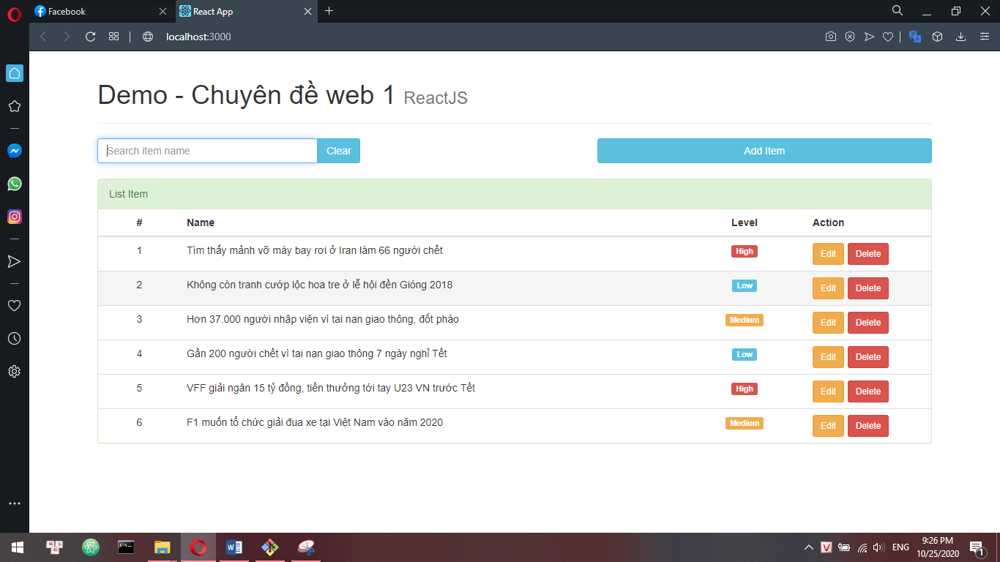 Facebook
React App
localhost:3000
Demo - Chuyên đề web 1 ReactJS
Search item name
Clear
Add Item
List Item
# Name Level Action
1 Tìm thấy mảnh vỡ máy bay rơi ở Iran làm 66 người chết High Edit Delete
2 Không còn tranh cướp lộc hoa tre ở lễ hội đền Gióng 2018 Low Edit Delete
3 Hơn 37.000 người nhập viện vì tai nạn giao thông, đốt pháo Medium Edit Delete
4 Gần 200 người chết vì tai nạn giao thông 7 ngày nghỉ Tết Low Edit Delete
5 VFF giải ngân 15 tỷ đồng, tiền thưởng tới tay U23 VN trước Tết High Edit Delete
6 F1 muốn tổ chức giải đua xe tại Việt Nam vào năm 2020 Medium Edit Delete
ENG
9:26 PM
10/25/2020
1